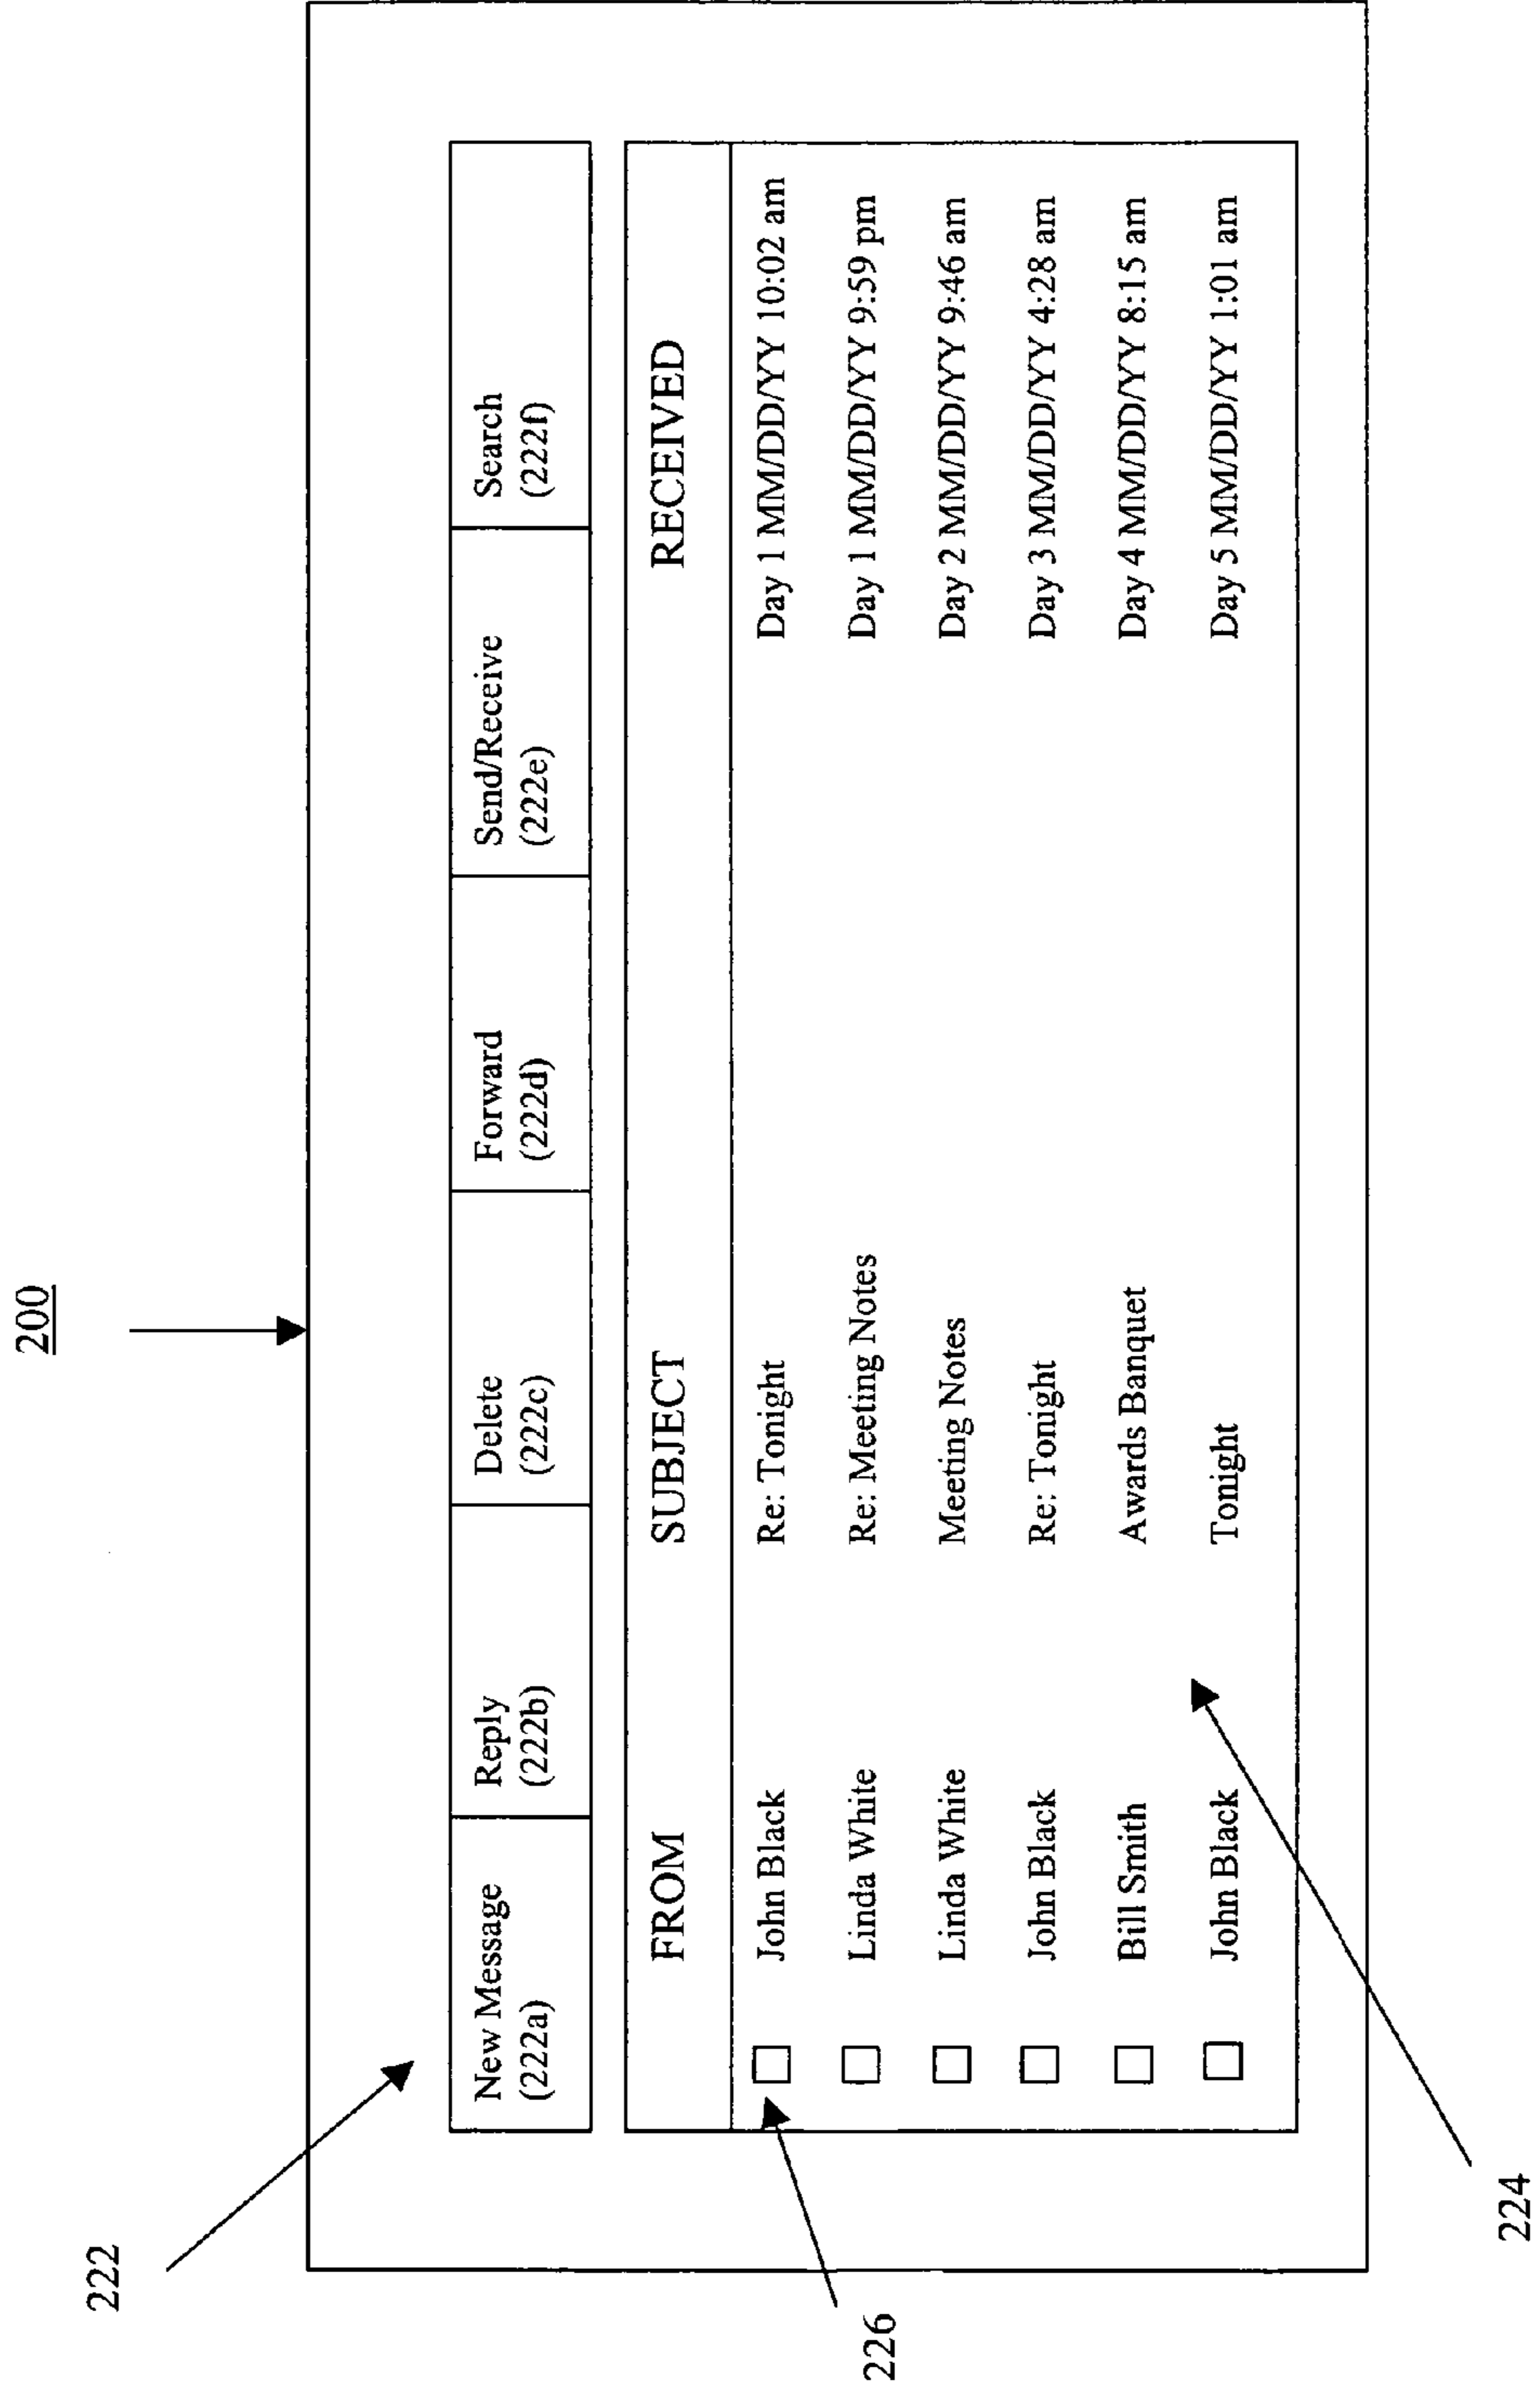 200
222
New Message Reply Delete Forward Send/Receive Search
(222a) (222b) (222c) (222d) (222e) (222f)
FROM SUBJECT RECEIVED
John Black Re: Tonight Day 1 MM/DD/YY 10:02 am
Linda White Re: Meeting Notes Day 1 MM/DD/YY 9:59 pm
Linda White Meeting Notes Day 2 MM/DD/YY 9:46 am
John Black Re: Tonight Day 3 MM/DD/YY 4:28 am
Bill Smith Awards Banquet Day 4 MM/DD/YY 8:15 am
John Black Tonight Day 5 MM/DD/YY 1:01 am
226
224